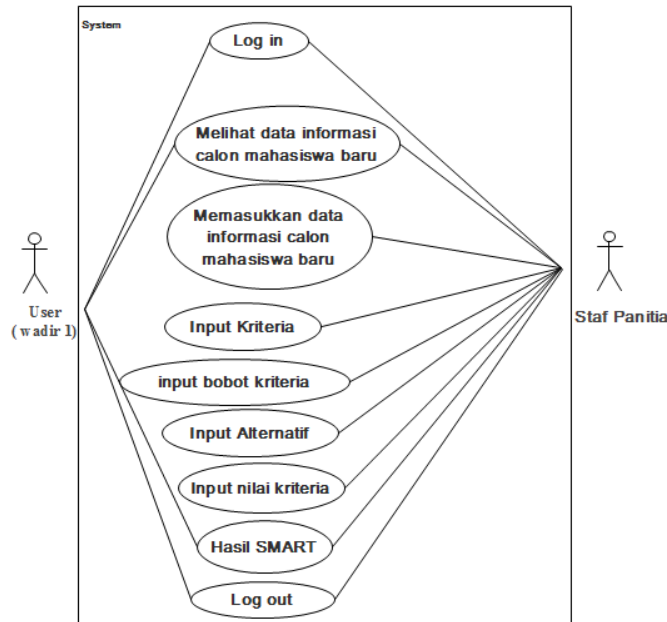 System
Log in
Melihat data informasi
calon mahasiswa baru
Memasukkan data
informasi calon
mahasiswa baru
User
(wadir 1)
Staf Panitia
Input Kriteria
input bobot kriteria
Input Alternatif
Input nilai kriteria
Hasil SMART
Log out